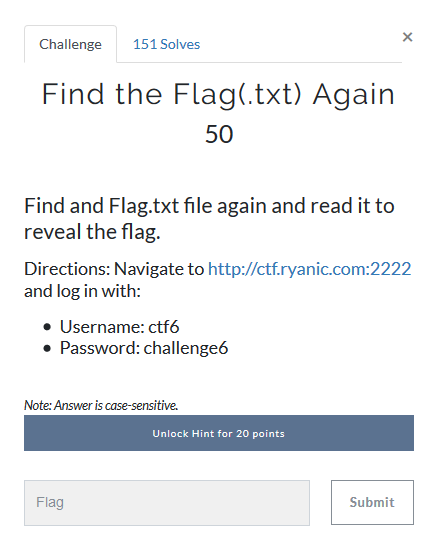 Challenge
151 Solves
×
Find the Flag(.txt) Again
50
Find and Flag.txt file again and read it to
reveal the flag.
Directions: Navigate to http://ctf.ryanic.com:2222
and log in with:
• Username: ctf6
• Password: challenge6
Note: Answer is case-sensitive.
Unlock Hint for 20 points
Flag
Submit